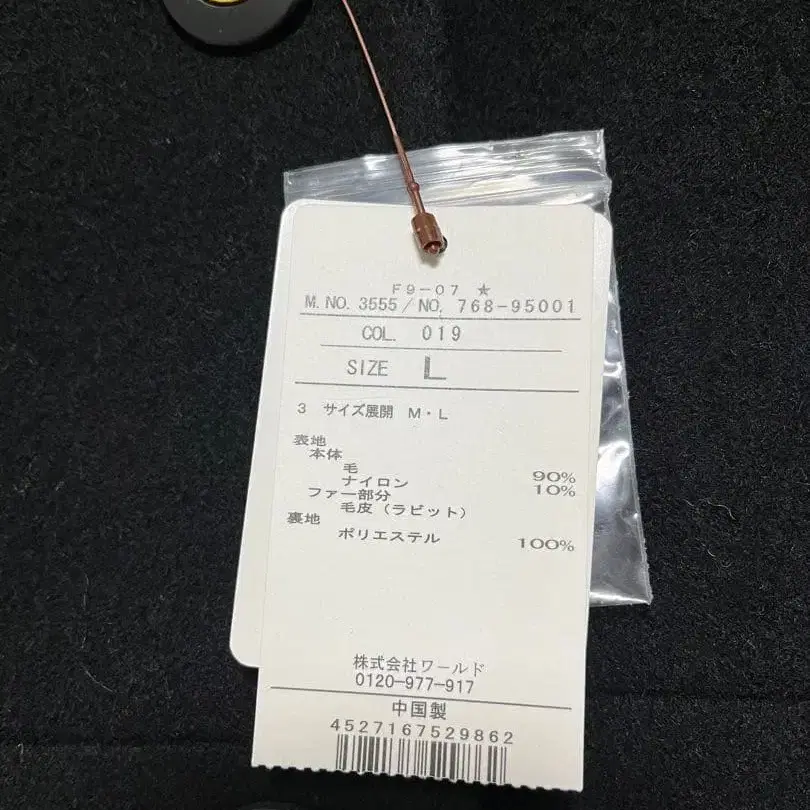 F9-07 ★
M.NO. 3555/NO. 768-95001
COL. 019
SIZE L
3 サイズ展開 M・L
表地
本体
毛 90%
ナイロン 10%
ファー部分
毛皮(ラビット)
裏地
ポリエステル 100%
株式会社ワールド
0120-977-917
中国製
4527167529862